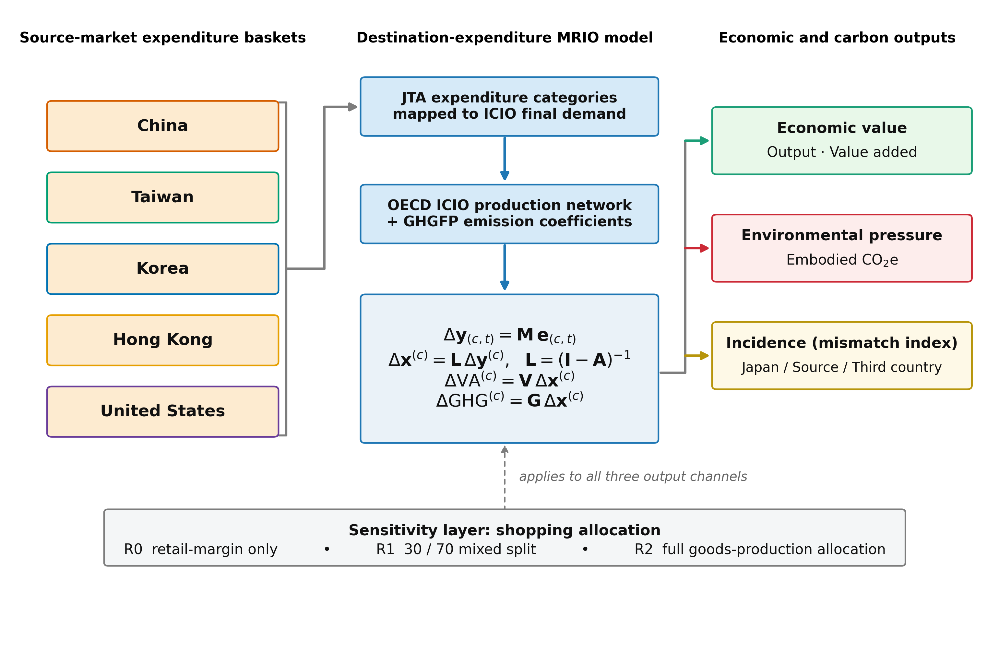 Source-market expenditure baskets
China
Taiwan
Korea
Hong Kong
United States
Destination-expenditure MRIO model
JTA expenditure categories
mapped to ICIO final demand
OECD ICIO production network
+ GHGFP emission coefficients
Δy₍c,t₎ = M e₍c,t₎
Δx⁽ᶜ⁾ = L Δy⁽ᶜ⁾, L = (I − A)⁻¹
ΔVA⁽ᶜ⁾ = V Δx⁽ᶜ⁾
ΔGHG⁽ᶜ⁾ = G Δx⁽ᶜ⁾
Economic and carbon outputs
Economic value
Output · Value added
Environmental pressure
Embodied CO₂e
Incidence (mismatch index)
Japan / Source / Third country
applies to all three output channels
Sensitivity layer: shopping allocation
R0 retail-margin only • R1 30 / 70 mixed split • R2 full goods-production allocation